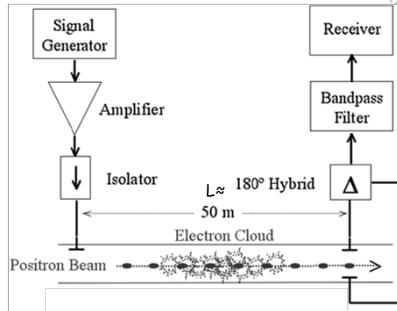 Signal
Generator
Amplifier
Isolator
Receiver
Bandpass
Filter
L≈ 180° Hybrid
Δ
50 m
Electron Cloud
Positron Beam